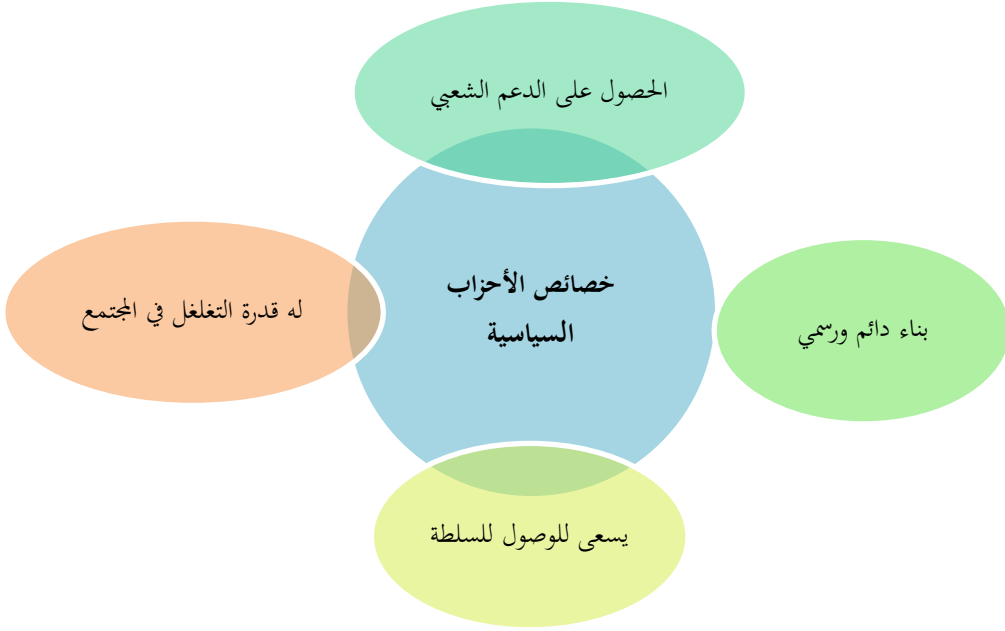 الحصول على الدعم الشعبي
خصائص الأحزاب
السياسية
بناء دائم ورسمي
له قدرة التغلغل في المجتمع
يسعى للوصول للسلطة